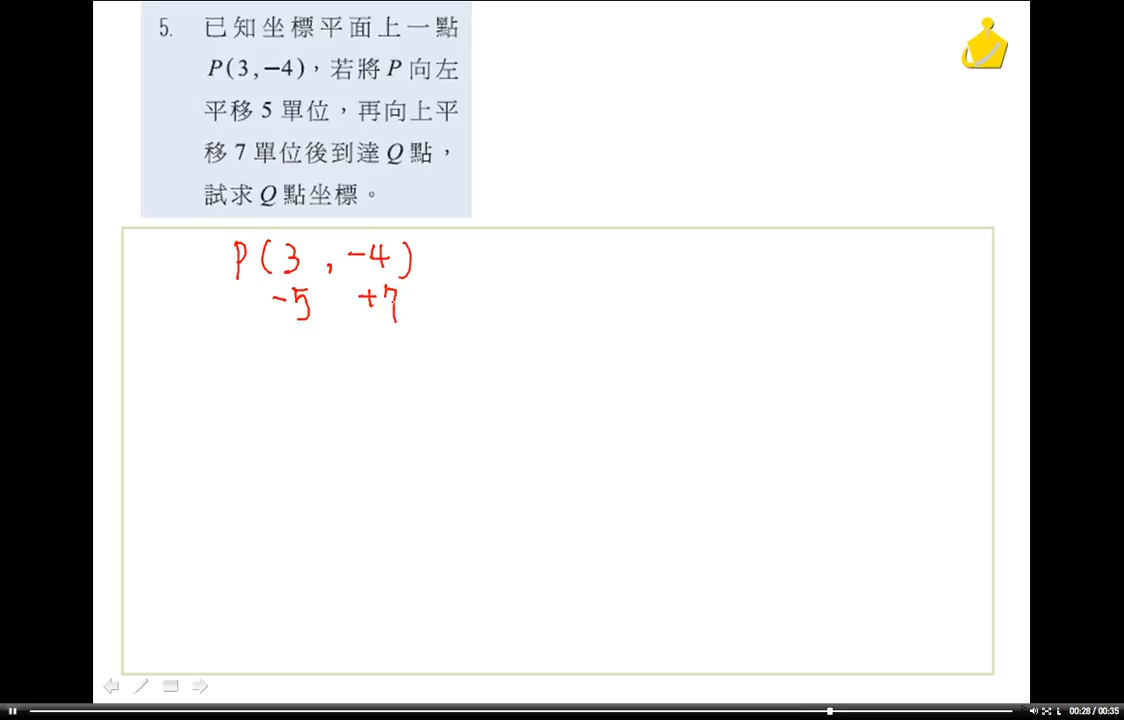 5. 已知坐標平面上一點
P(3,−4)，若將 P 向左
平移 5 單位，再向上平
移 7 單位後到達 Q 點，
試求 Q 點坐標。
P(3,-4)
-5 +7
00:28 / 00:35